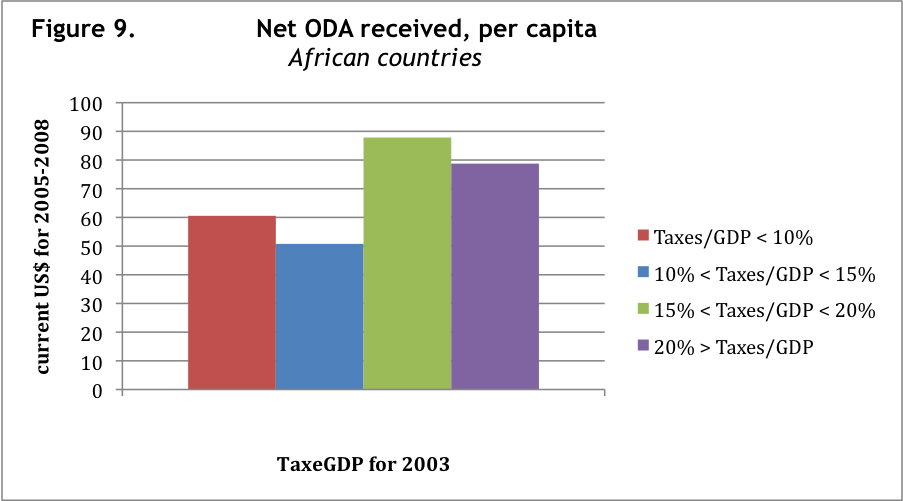 Figure 9.
Net ODA received, per capita
African countries
current US$ for 2005-2008
100
90
80
70
60
50
40
30
20
10
0
TaxeGDP for 2003
Taxes/GDP < 10%
10% < Taxes/GDP < 15%
15% < Taxes/GDP < 20%
20% > Taxes/GDP